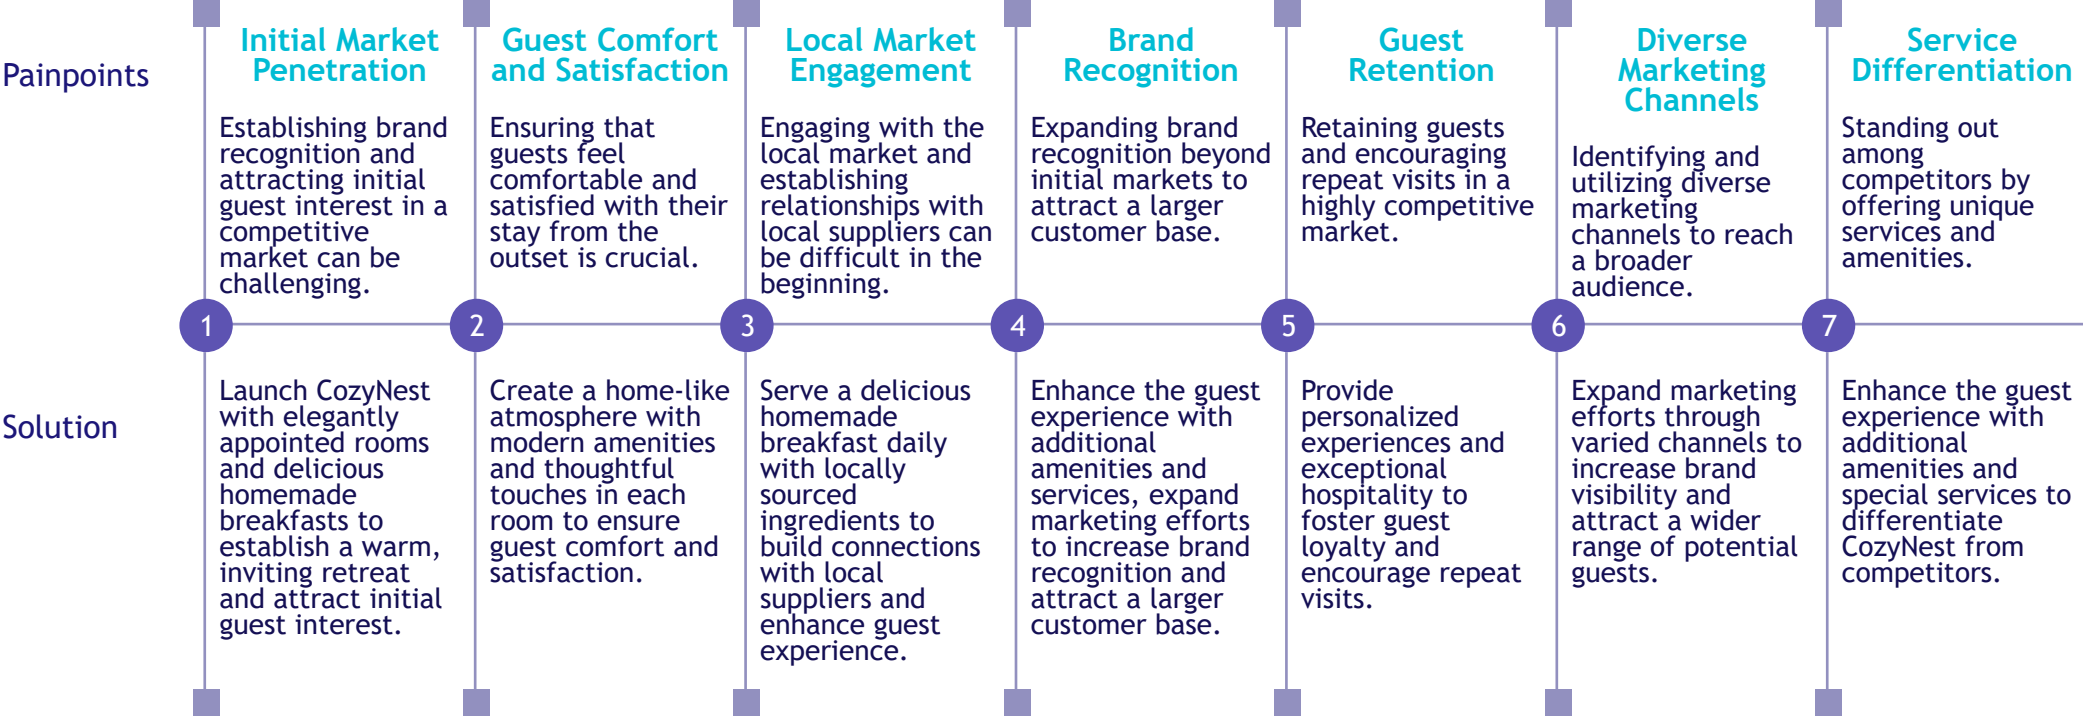 Painpoints
Initial Market
Penetration
Establishing brand
recognition and
attracting initial
guest interest in a
competitive
market can be
challenging.
Guest Comfort
and Satisfaction
Ensuring that
guests feel
comfortable and
satisfied with their
stay from the
outset is crucial.
Local Market
Engagement
Engaging with the
local market and
establishing
relationships with
local suppliers can
be difficult in the
beginning.
Brand
Recognition
Expanding brand
recognition beyond
initial markets to
attract a larger
customer base.
Guest
Retention
Retaining guests
and encouraging
repeat visits in a
highly competitive
market.
Diverse
Marketing
Channels
Identifying and
utilizing diverse
marketing
channels to reach
a broader
audience.
Service
Differentiation
Standing out
among
competitors by
offering unique
services and
amenities.
1
2
3
4
5
6
7
Solution
Launch CozyNest
with elegantly
appointed rooms
and delicious
homemade
breakfasts to
establish a warm,
inviting retreat
and attract initial
guest interest.
Create a home-like
atmosphere with
modern amenities
and thoughtful
touches in each
room to ensure
guest comfort and
satisfaction.
Serve a delicious
homemade
breakfast daily
with locally
sourced
ingredients to
build connections
with local
suppliers and
enhance guest
experience.
Enhance the guest
experience with
additional
amenities and
services, expand
marketing efforts
to increase brand
recognition and
attract a larger
customer base.
Provide
personalized
experiences and
exceptional
hospitality to
foster guest
loyalty and
encourage repeat
visits.
Expand marketing
efforts through
varied channels to
increase brand
visibility and
attract a wider
range of potential
guests.
Enhance the guest
experience with
additional
amenities and
special services to
differentiate
CozyNest from
competitors.